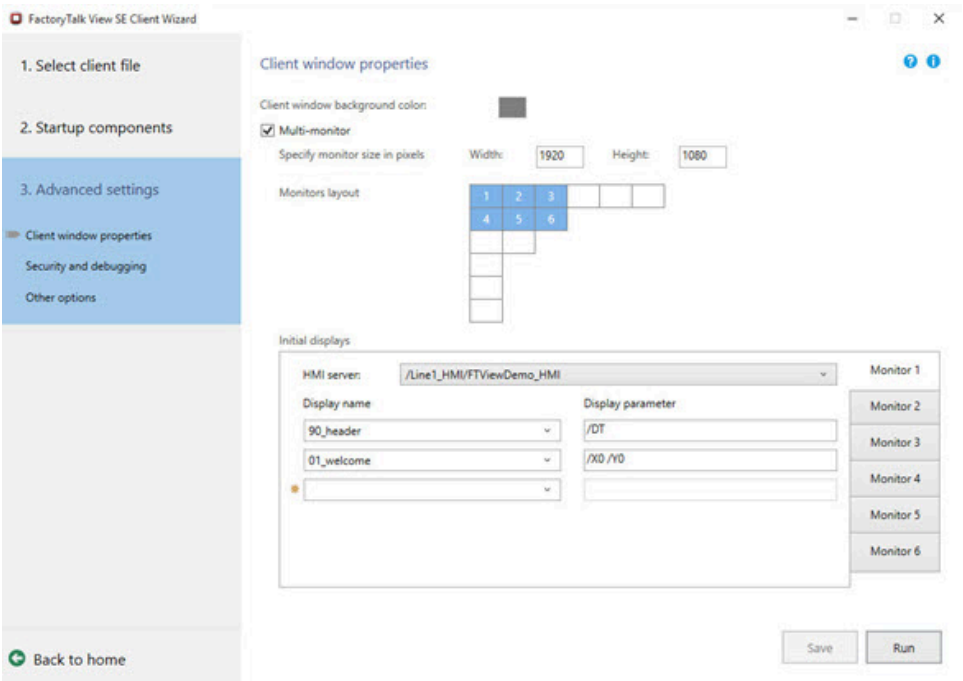 FactoryTalk View SE Client Wizard
1. Select client file
2. Startup components
3. Advanced settings
Client window properties
Security and debugging
Other options
Back to home
Client window properties
Client window background color:
Multi-monitor
Specify monitor size in pixels Width: 1920 Height: 1080
Monitors layout
1 2 3
4 5 6
Initial displays
HMI server: /Line1_HMI/FTViewDemo_HMI
Display name Display parameter
90_header /DT
01_welcome /X0 /Y0
Monitor 1
Monitor 2
Monitor 3
Monitor 4
Monitor 5
Monitor 6
Save Run